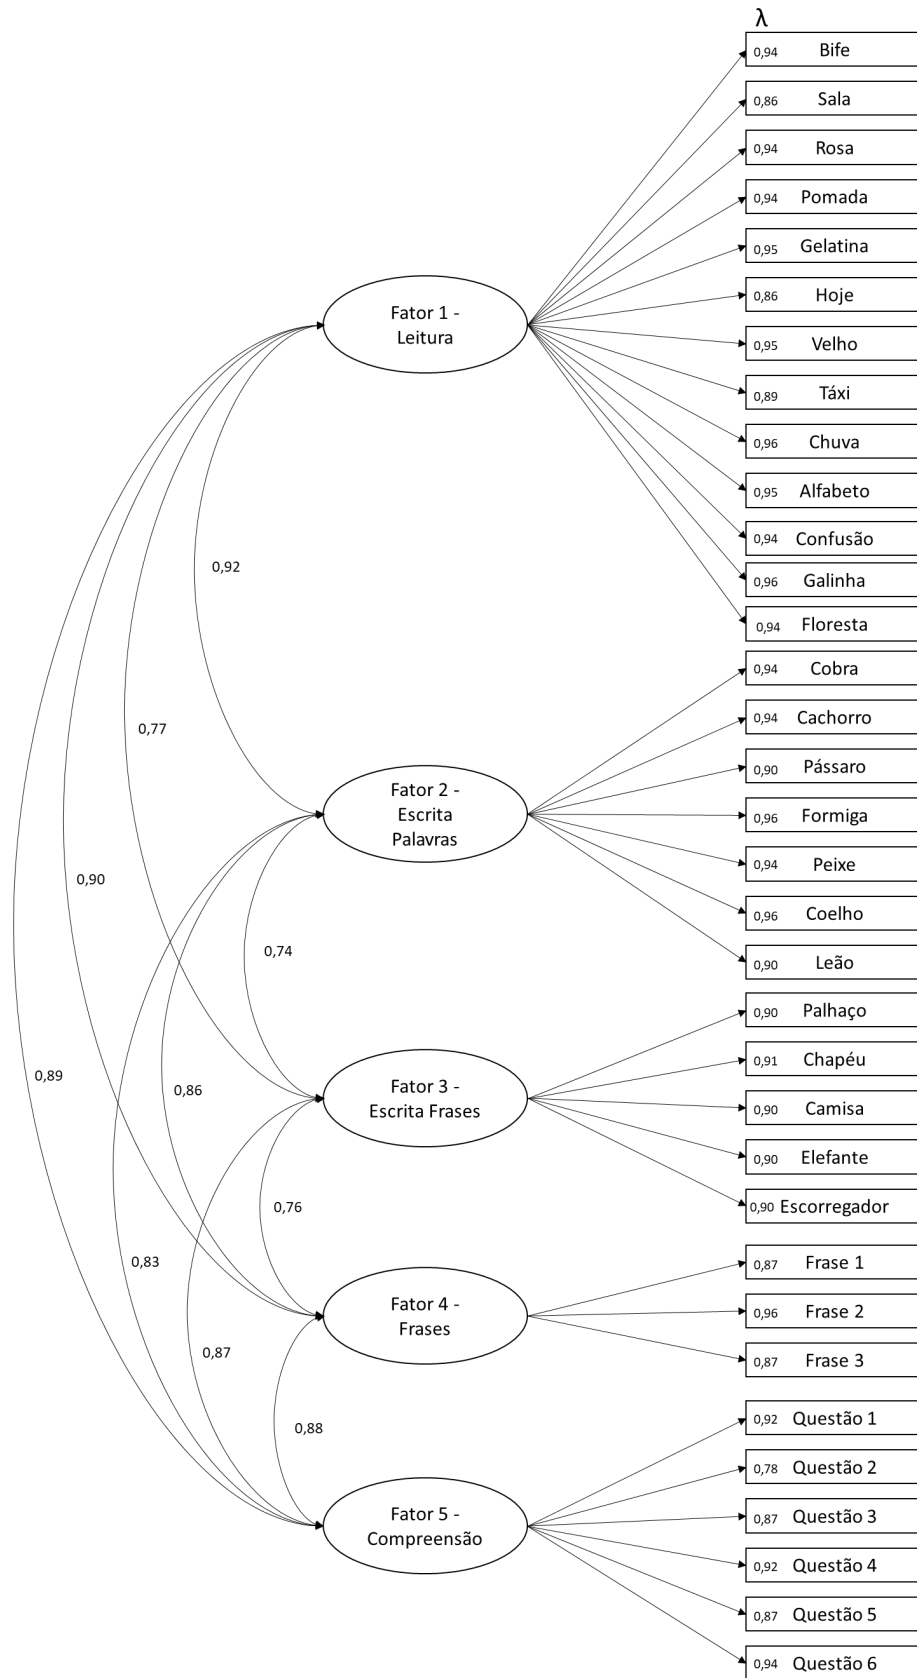 λ
0,94 Bife
0,86 Sala
0,94 Rosa
0,94 Pomada
0,95 Gelatina
0,86 Hoje
Fator 1 -
Leitura
0,95 Velho
0,89 Táxi
0,96 Chuva
0,95 Alfabeto
0,94 Confusão
0,92
0,96 Galinha
0,94 Floresta
0,94 Cobra
0,94 Cachorro
0,77
0,90 Pássaro
Fator 2 -
Escrita
Palavras
0,96 Formiga
0,94 Peixe
0,90
0,96 Coelho
0,74
0,90 Leão
0,90 Palhaço
0,91 Chapéu
0,89
0,86
Fator 3 -
Escrita Frases
0,90 Camisa
0,90 Elefante
0,76
0,90 Escorregador
0,83
0,87 Frase 1
Fator 4 -
Frases
0,96 Frase 2
0,87
0,87 Frase 3
0,88
0,92 Questão 1
0,78 Questão 2
Fator 5 -
Compreensão
0,87 Questão 3
0,92 Questão 4
0,87 Questão 5
0,94 Questão 6